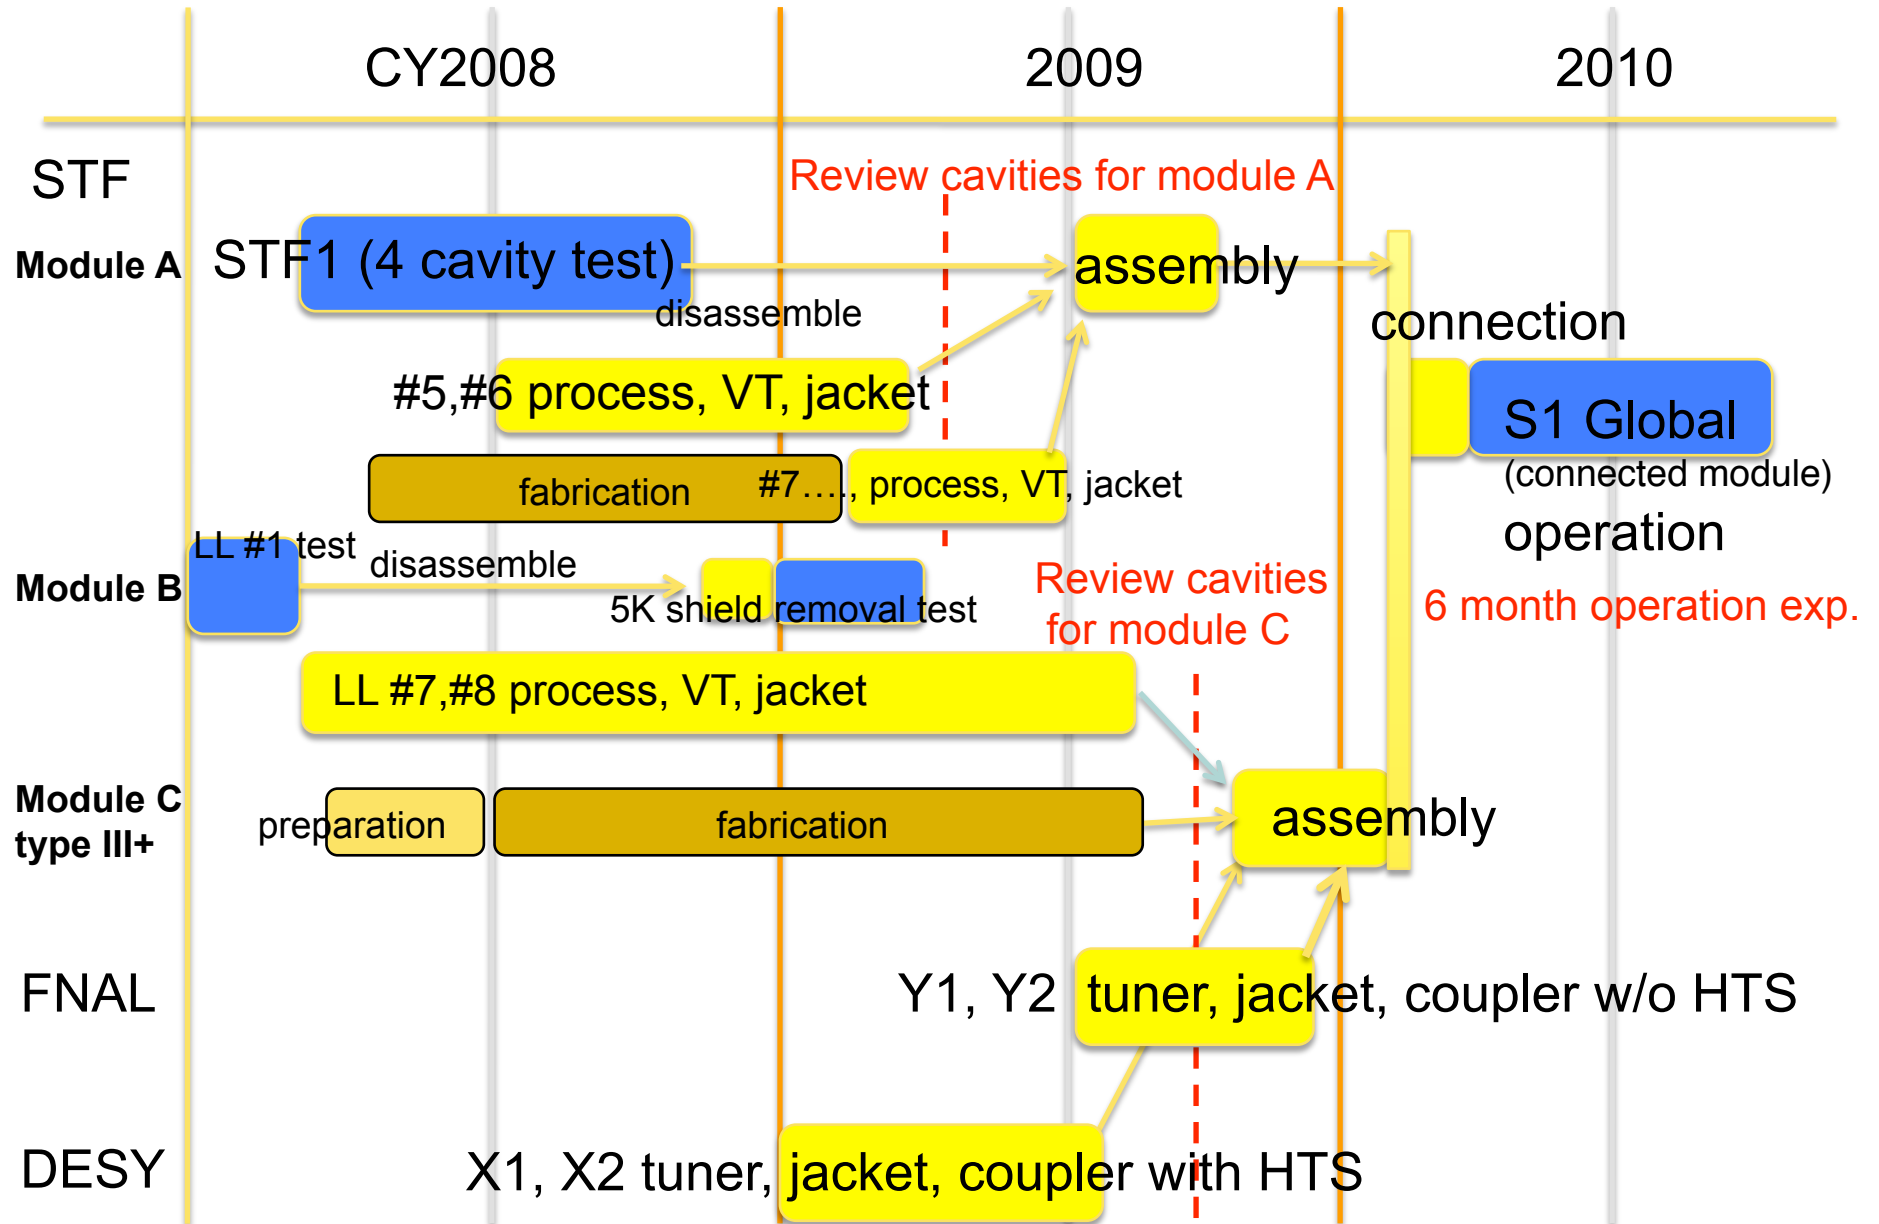 CY2008
2009
2010
STF
Review cavities for module A
Module A
STF1 (4 cavity test)
assembly
disassemble
connection
#5,#6 process, VT, jacket
S1 Global
(connected module)
operation
fabrication
#7...., process, VT, jacket
LL #1 test
disassemble
Module B
5K shield removal test
Review cavities
for module C
6 month operation exp.
LL #7,#8 process, VT, jacket
Module C
type III+
preparation
fabrication
assembly
FNAL
Y1, Y2 tuner, jacket, coupler w/o HTS
DESY
X1, X2 tuner, jacket, coupler with HTS